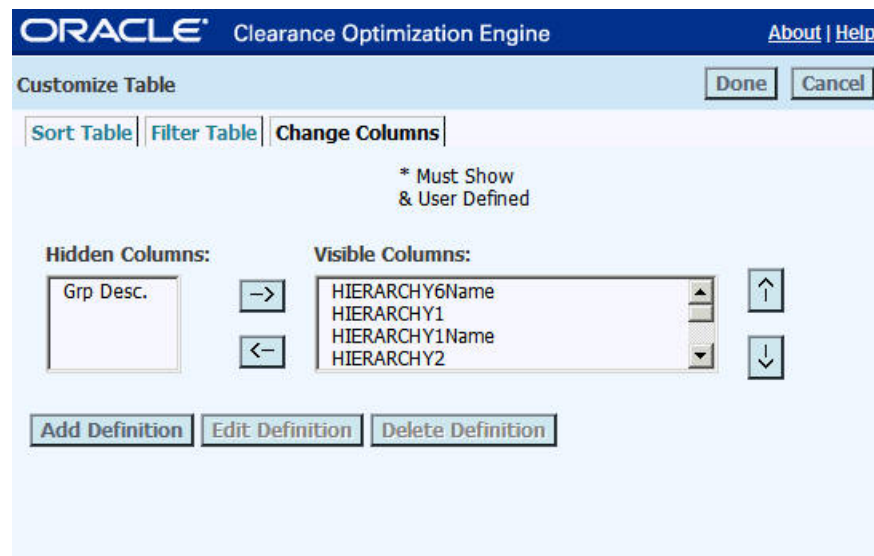 ORACLE Clearance Optimization Engine About | Help
Customize Table Done Cancel
Sort Table Filter Table Change Columns
* Must Show
& User Defined
Hidden Columns: Visible Columns:
Grp Desc. --> HIERARCHY6Name
HIERARCHY1
HIERARCHY1Name
<-- HIERARCHY2
Add Definition Edit Definition Delete Definition